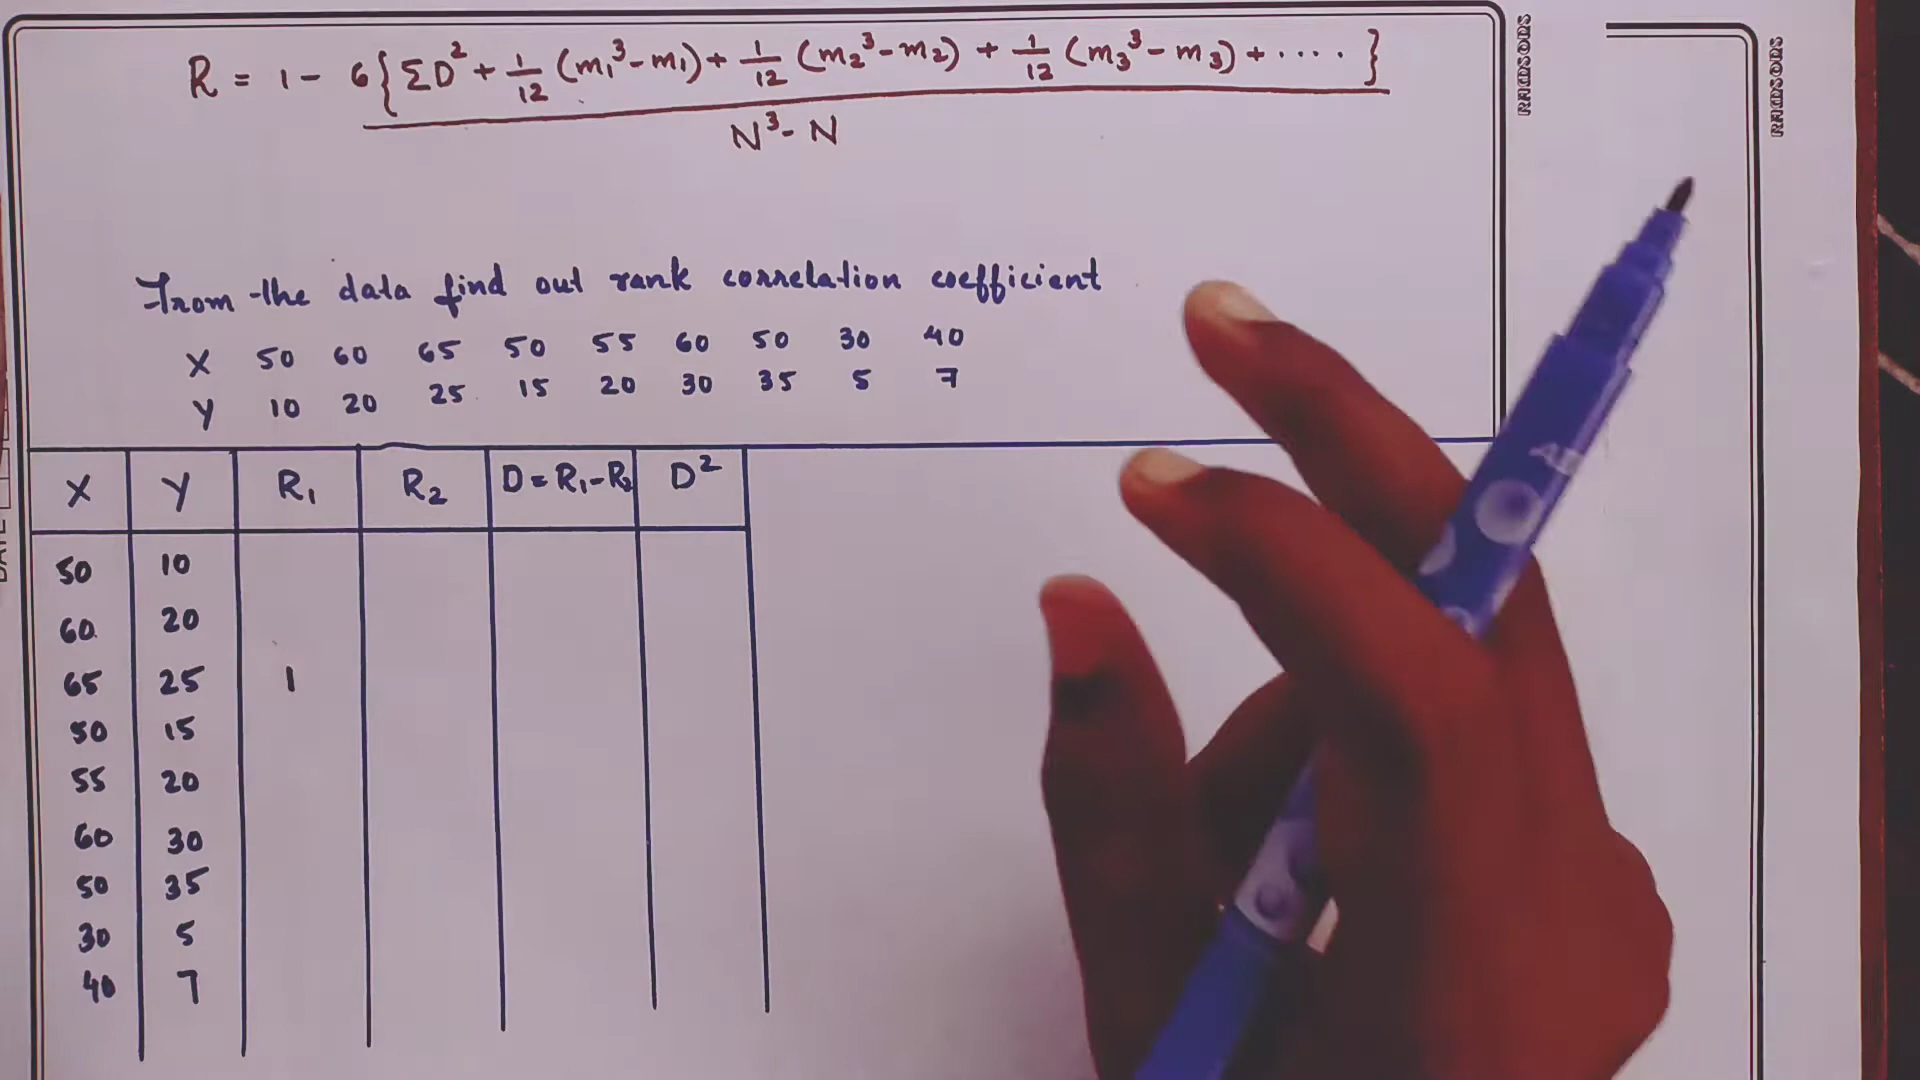 R = 1 - 6{ΣD² + 1/12 (m₁³ - m₁) + 1/12 (m₂³ - m₂) + 1/12 (m₃³ - m₃) + ....}
N³ - N
From the data find out rank correlation coefficient
X 50 60 65 50 55 60 50 30 40
Y 10 20 25 15 20 30 35 5 7
X Y R₁ R₂ D = R₁-R₂ D²
50 10
60 20
65 25 1
50 15
55 20
60 30
50 35
30 5
40 7
RAMDSONS
RAMDSONS